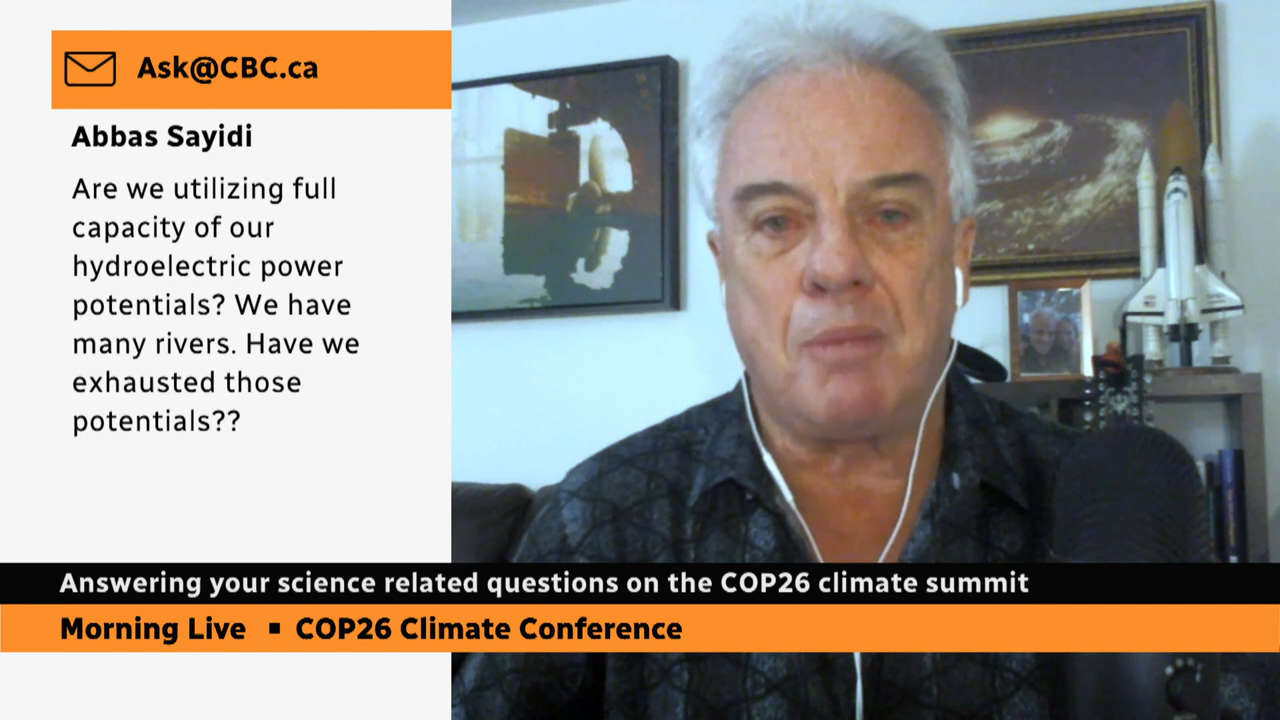 Ask@CBC.ca
Abbas Sayidi
Are we utilizing full
capacity of our
hydroelectric power
potentials? We have
many rivers. Have we
exhausted those
potentials??
Answering your science related questions on the COP26 climate summit
Morning Live ▪ COP26 Climate Conference